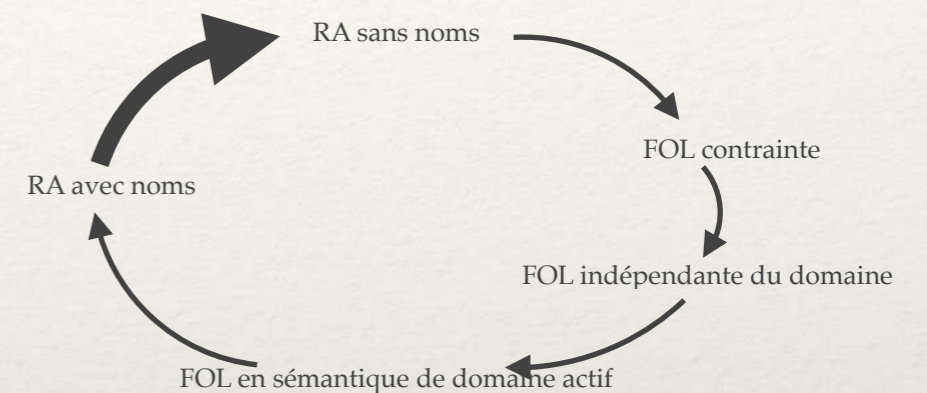 RA sans noms
FOL contrainte
RA avec noms
FOL indépendante du domaine
FOL en sémantique de domaine actif